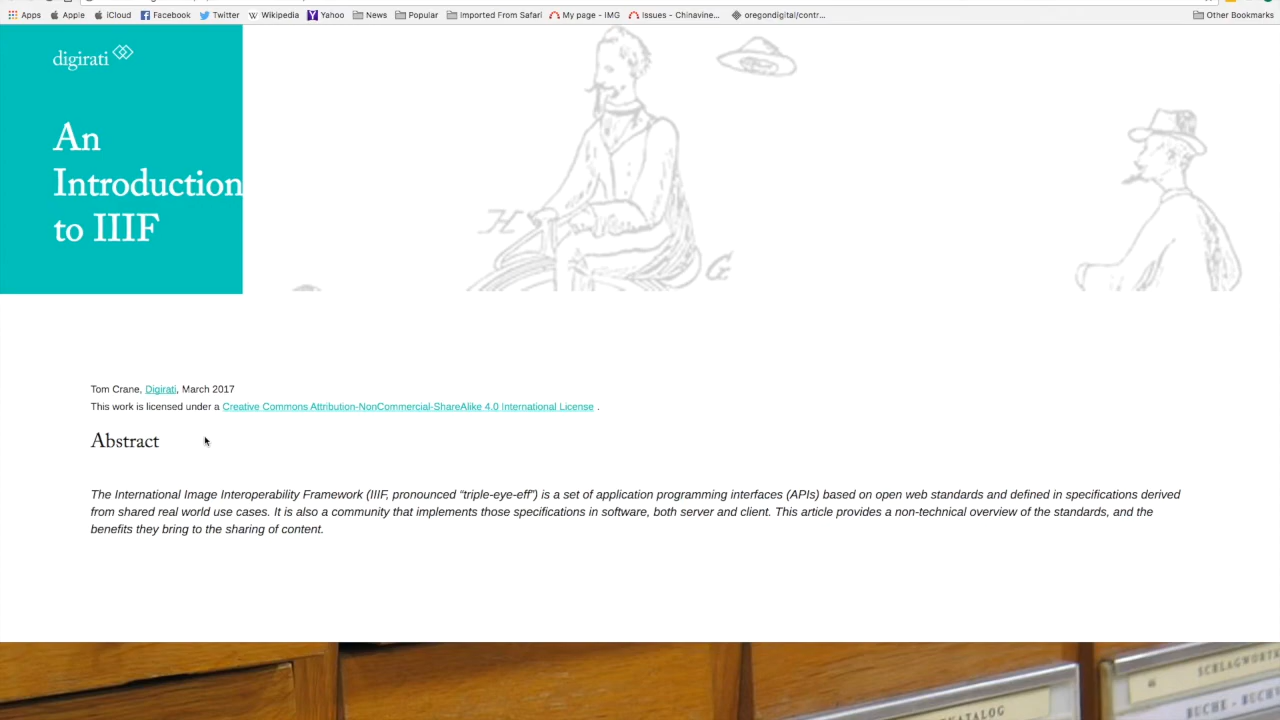 Apps Apple iCloud Facebook Twitter Wikipedia Yahoo News Popular Imported From Safari My page - IMG Issues - Chinavine... oregondigital/contr... Other Bookmarks
digirati
An
Introduction
to IIIF
H
G
Tom Crane, Digirati, March 2017
This work is licensed under a Creative Commons Attribution-NonCommercial-ShareAlike 4.0 International License .
Abstract
The International Image Interoperability Framework (IIIF, pronounced “triple-eye-eff”) is a set of application programming interfaces (APIs) based on open web standards and defined in specifications derived
from shared real world use cases. It is also a community that implements those specifications in software, both server and client. This article provides a non-technical overview of the standards, and the
benefits they bring to the sharing of content.
46 SCHLAGWORTK
BUCHE - BUCH
KATALOG